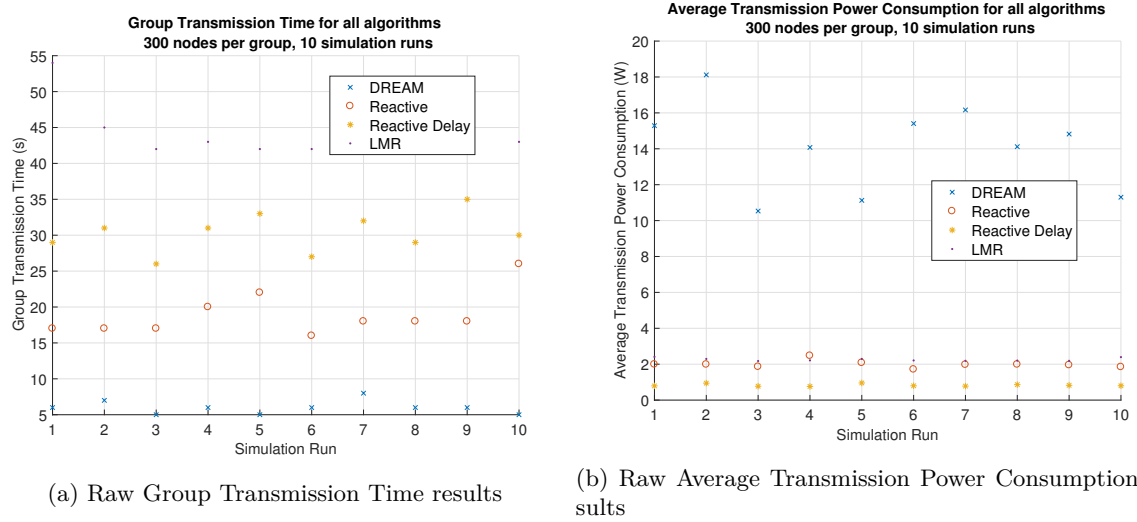 Group Transmission Time for all algorithms
300 nodes per group, 10 simulation runs
55
50
45
40
35
30
25
20
15
10
5
Group Transmission Time (s)
DREAM
Reactive
Reactive Delay
LMR
1 2 3 4 5 6 7 8 9 10
Simulation Run
(a) Raw Group Transmission Time results
Average Transmission Power Consumption for all algorithms
300 nodes per group, 10 simulation runs
20
18
16
14
12
10
8
6
4
2
0
Average Transmission Power Consumption (W)
DREAM
Reactive
Reactive Delay
LMR
1 2 3 4 5 6 7 8 9 10
Simulation Run
(b) Raw Average Transmission Power Consumption
sults